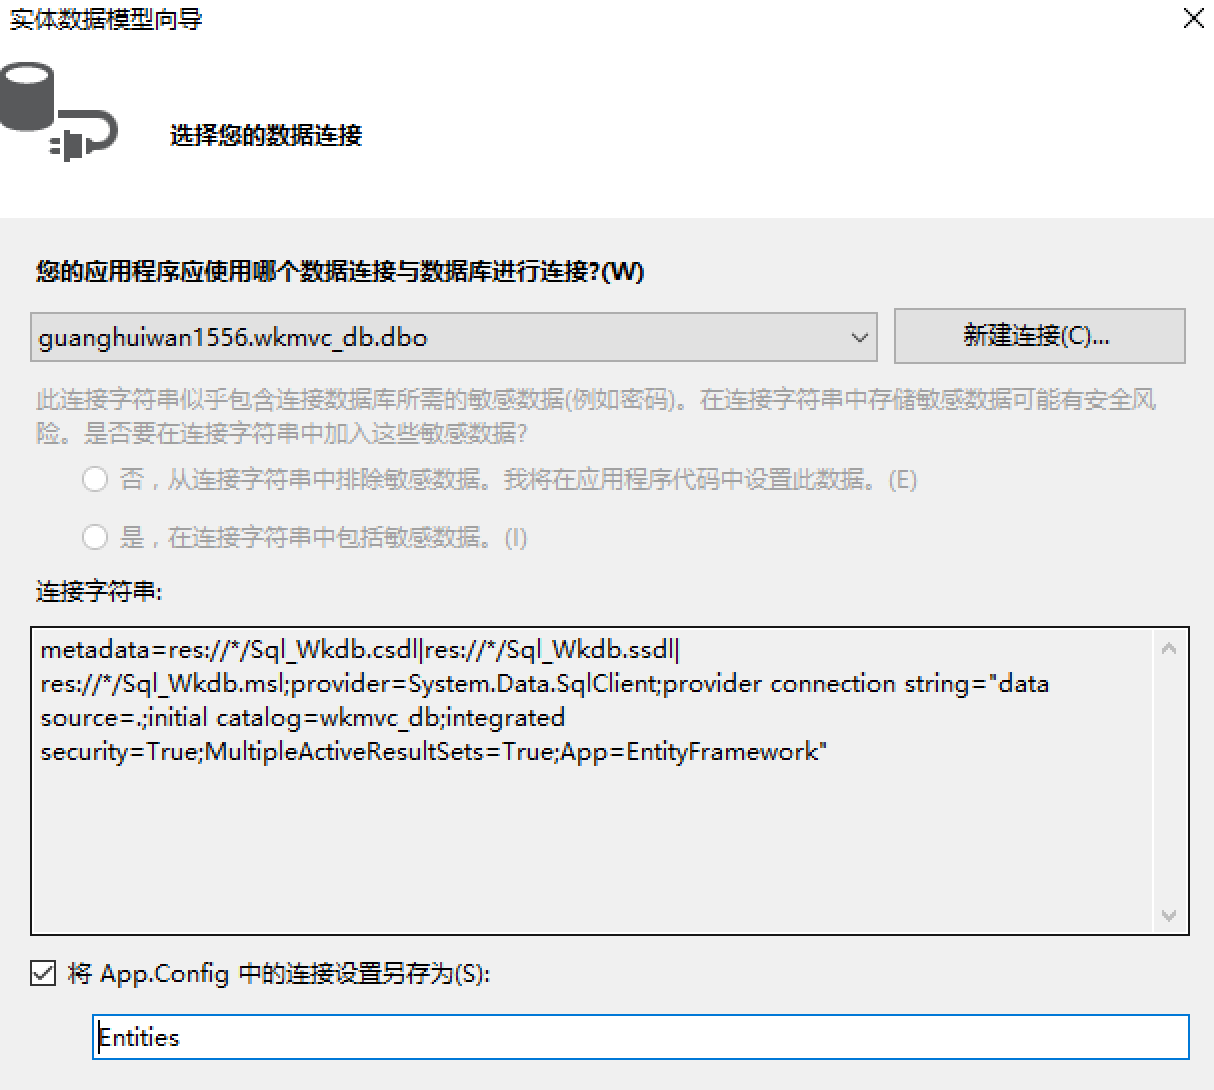 实体数据模型向导
选择您的数据连接
您的应用程序应使用哪个数据连接与数据库进行连接?(W)
guanghuiwan1556.wkmvc_db.dbo
新建连接(C)...
此连接字符串似乎包含连接数据库所需的敏感数据(例如密码)。在连接字符串中存储敏感数据可能有安全风
险。是否要在连接字符串中加入这些敏感数据?
否，从连接字符串中排除敏感数据。我将在应用程序代码中设置此数据。(E)
是，在连接字符串中包括敏感数据。(I)
连接字符串:
metadata=res://*/Sql_Wkdb.csdl|res://*/Sql_Wkdb.ssdl|
res://*/Sql_Wkdb.msl;provider=System.Data.SqlClient;provider connection string="data
source=.;initial catalog=wkmvc_db;integrated
security=True;MultipleActiveResultSets=True;App=EntityFramework"
将 App.Config 中的连接设置另存为(S):
Entities